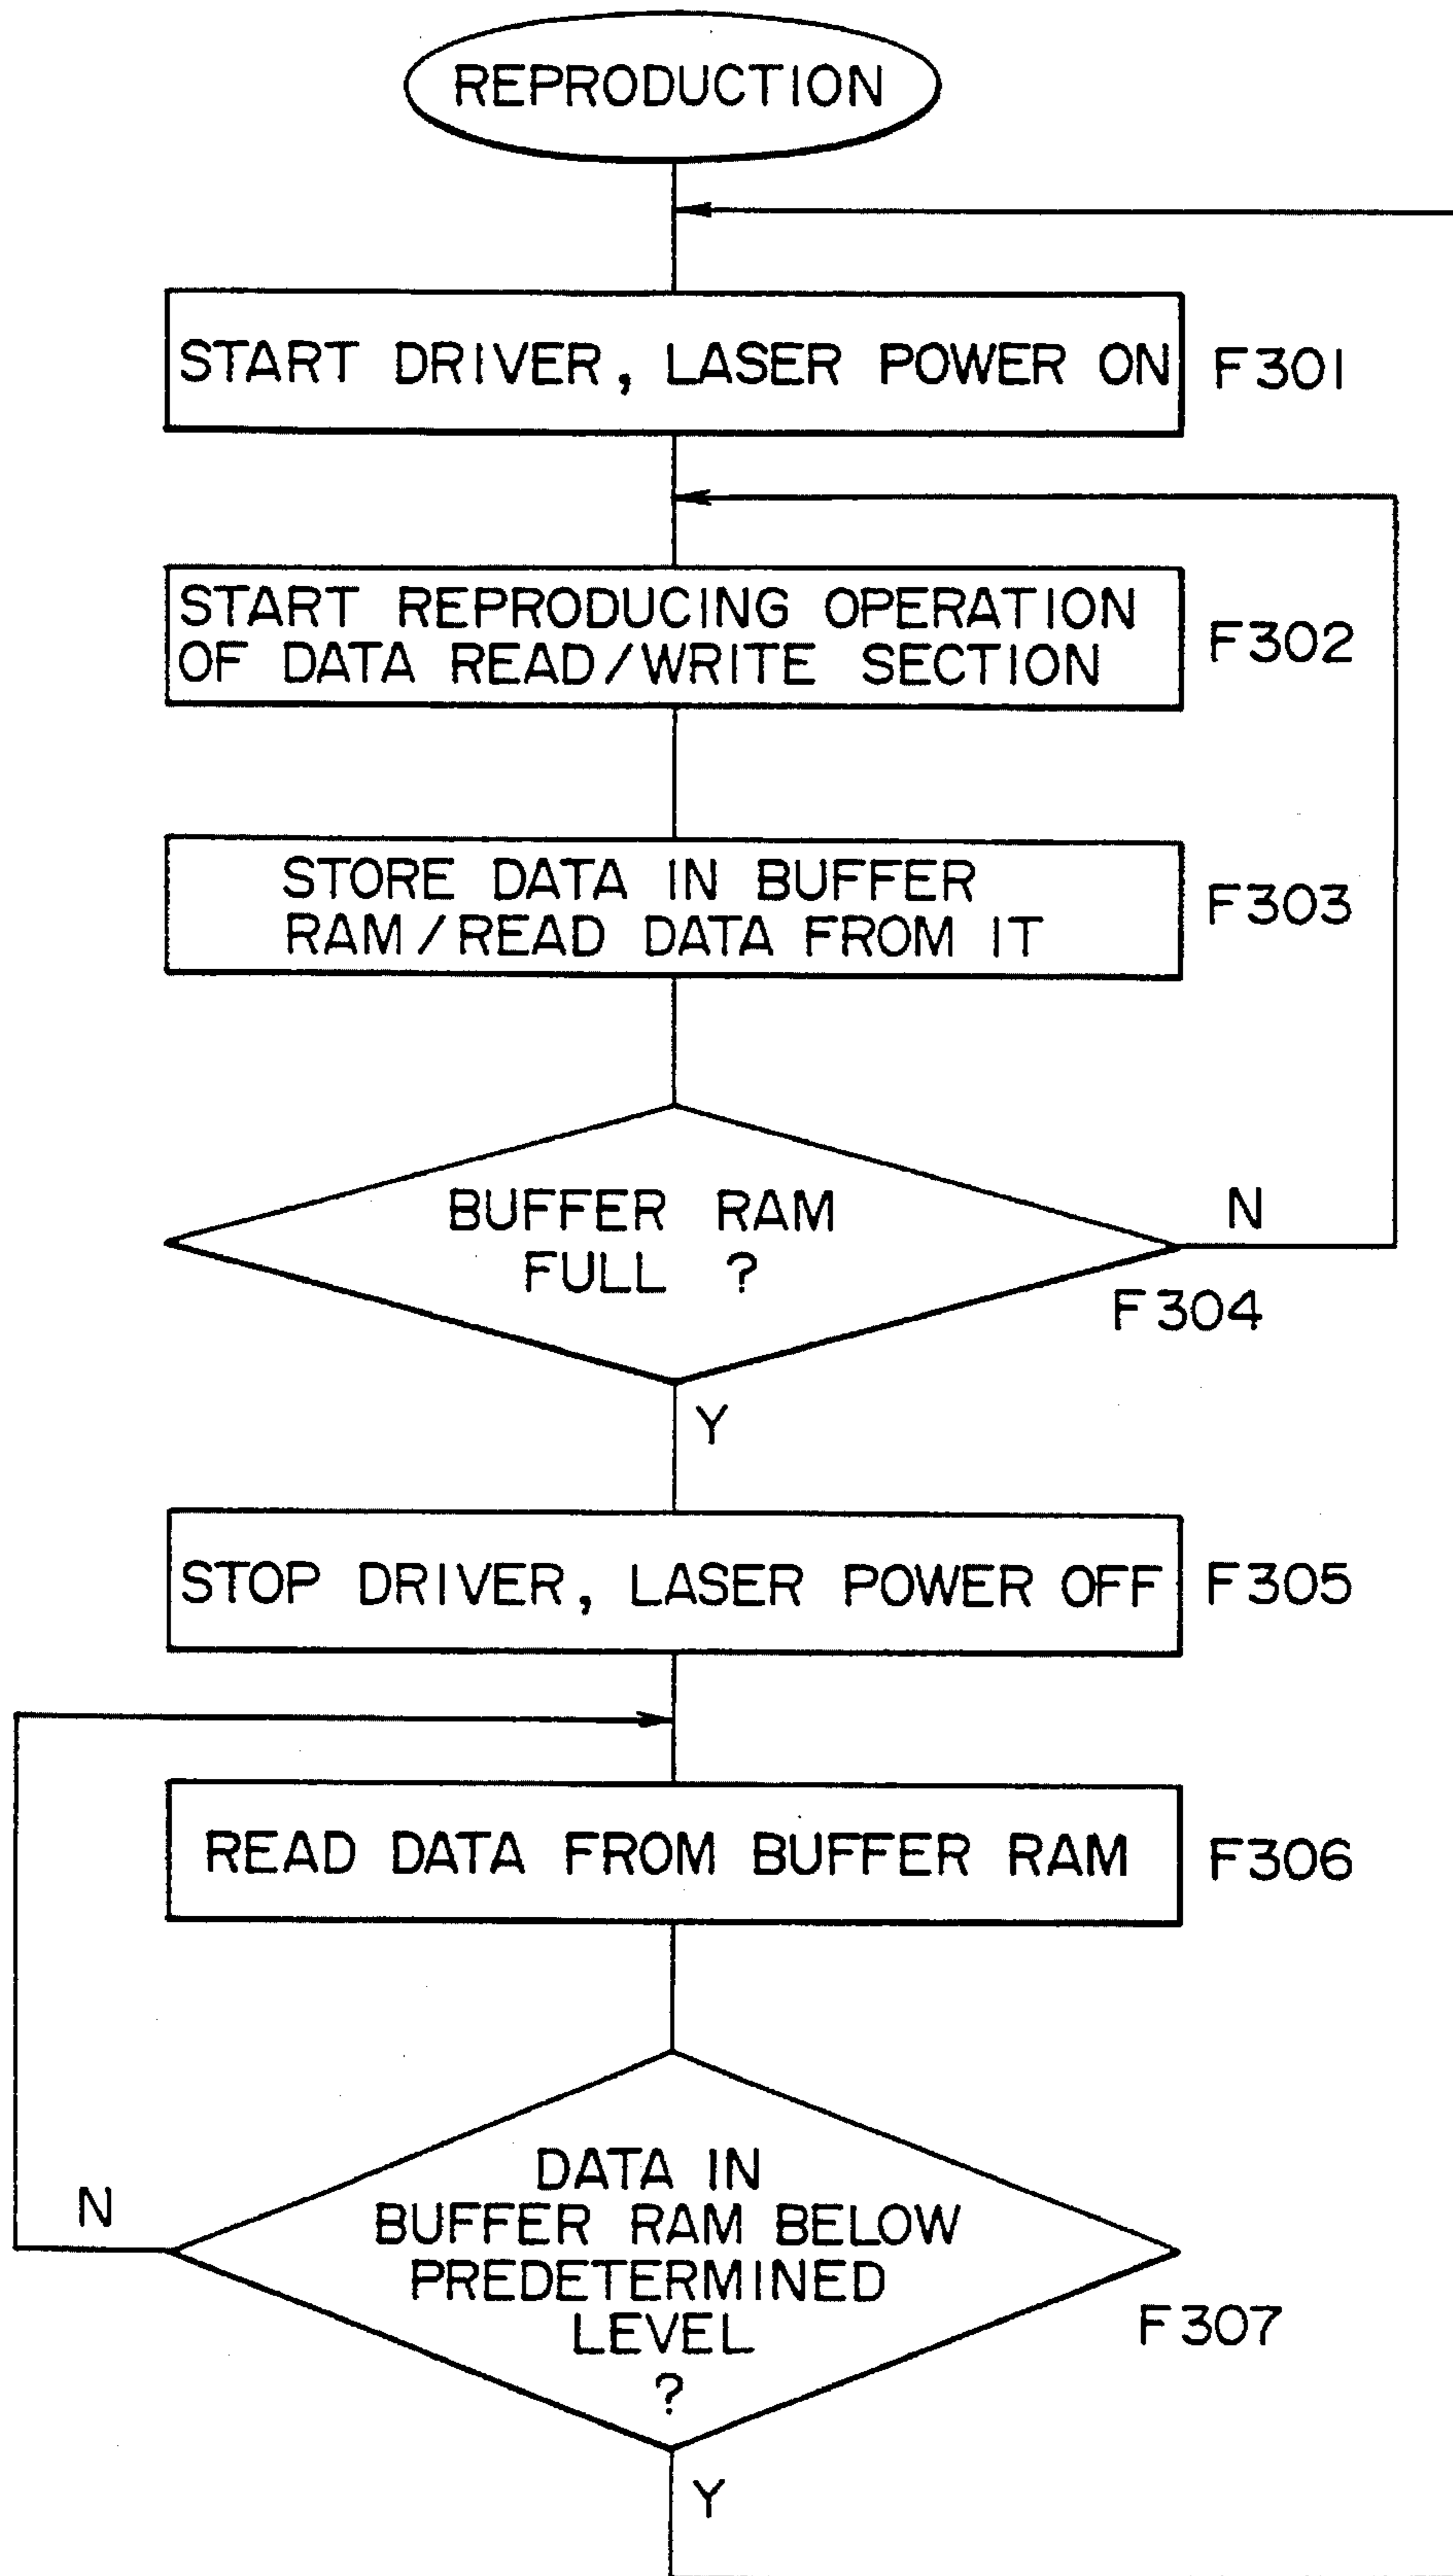 REPRODUCTION
START DRIVER, LASER POWER ON
F301
START REPRODUCING OPERATION
OF DATA READ/WRITE SECTION
F302
STORE DATA IN BUFFER
RAM/READ DATA FROM IT
F303
BUFFER RAM
FULL ?
N
F304
Y
STOP DRIVER, LASER POWER OFF
F305
READ DATA FROM BUFFER RAM
F306
DATA IN
BUFFER RAM BELOW
PREDETERMINED
LEVEL
?
N
F307
Y